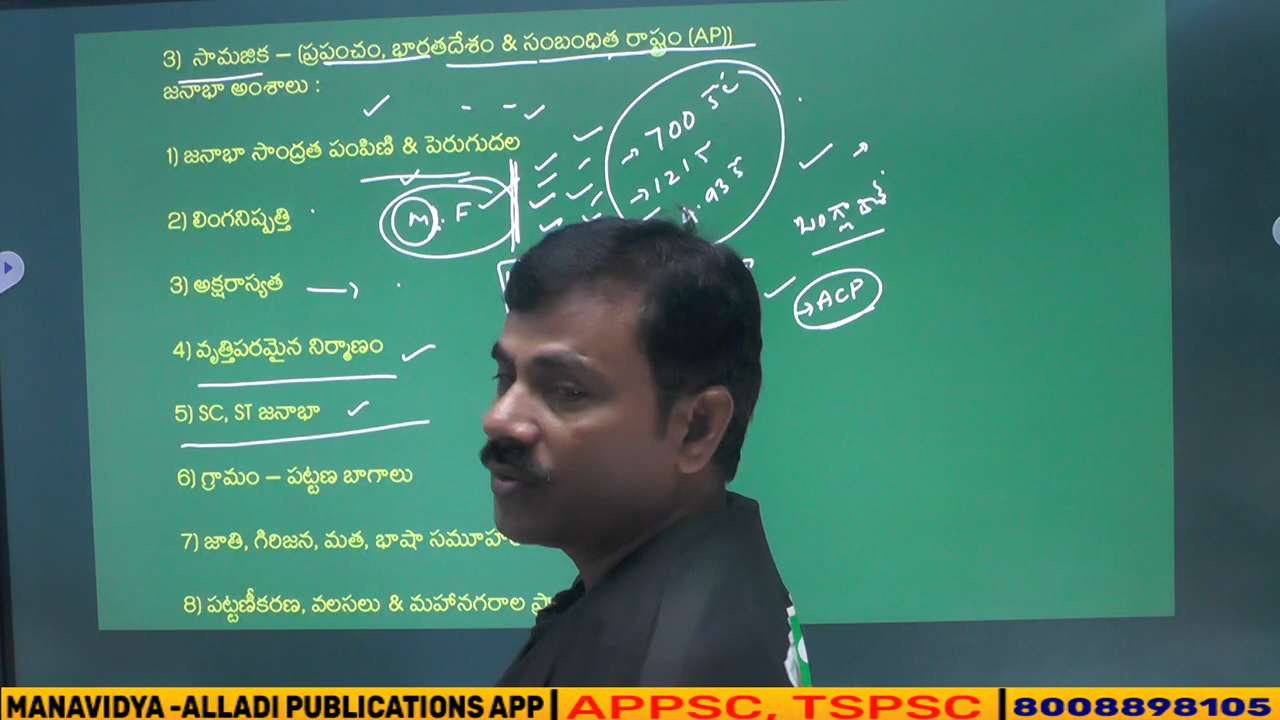 3) సామజిక – (ప్రపంచం, భారతదేశం & సంబంధిత రాష్ట్రం (AP))
జనాభా అంశాలు :
1) జనాభా సాంద్రత పంపిణి & పెరుగుదల
700
121
M. F
2) లింగనిష్పత్తి
3) అక్షరాస్యత
ACP
4) వృత్తిపరమైన నిర్మాణం
5) SC, ST జనాభా
6) గ్రామం – పట్టణ బాగాలు
7) జాతి, గిరిజన, మత, భాషా
8) పట్టణీకరణ, వలసలు & మహానగరాల
MANAVIDYA -ALLADI PUBLICATIONS APP | APPSC, TSPSC | 8008898105